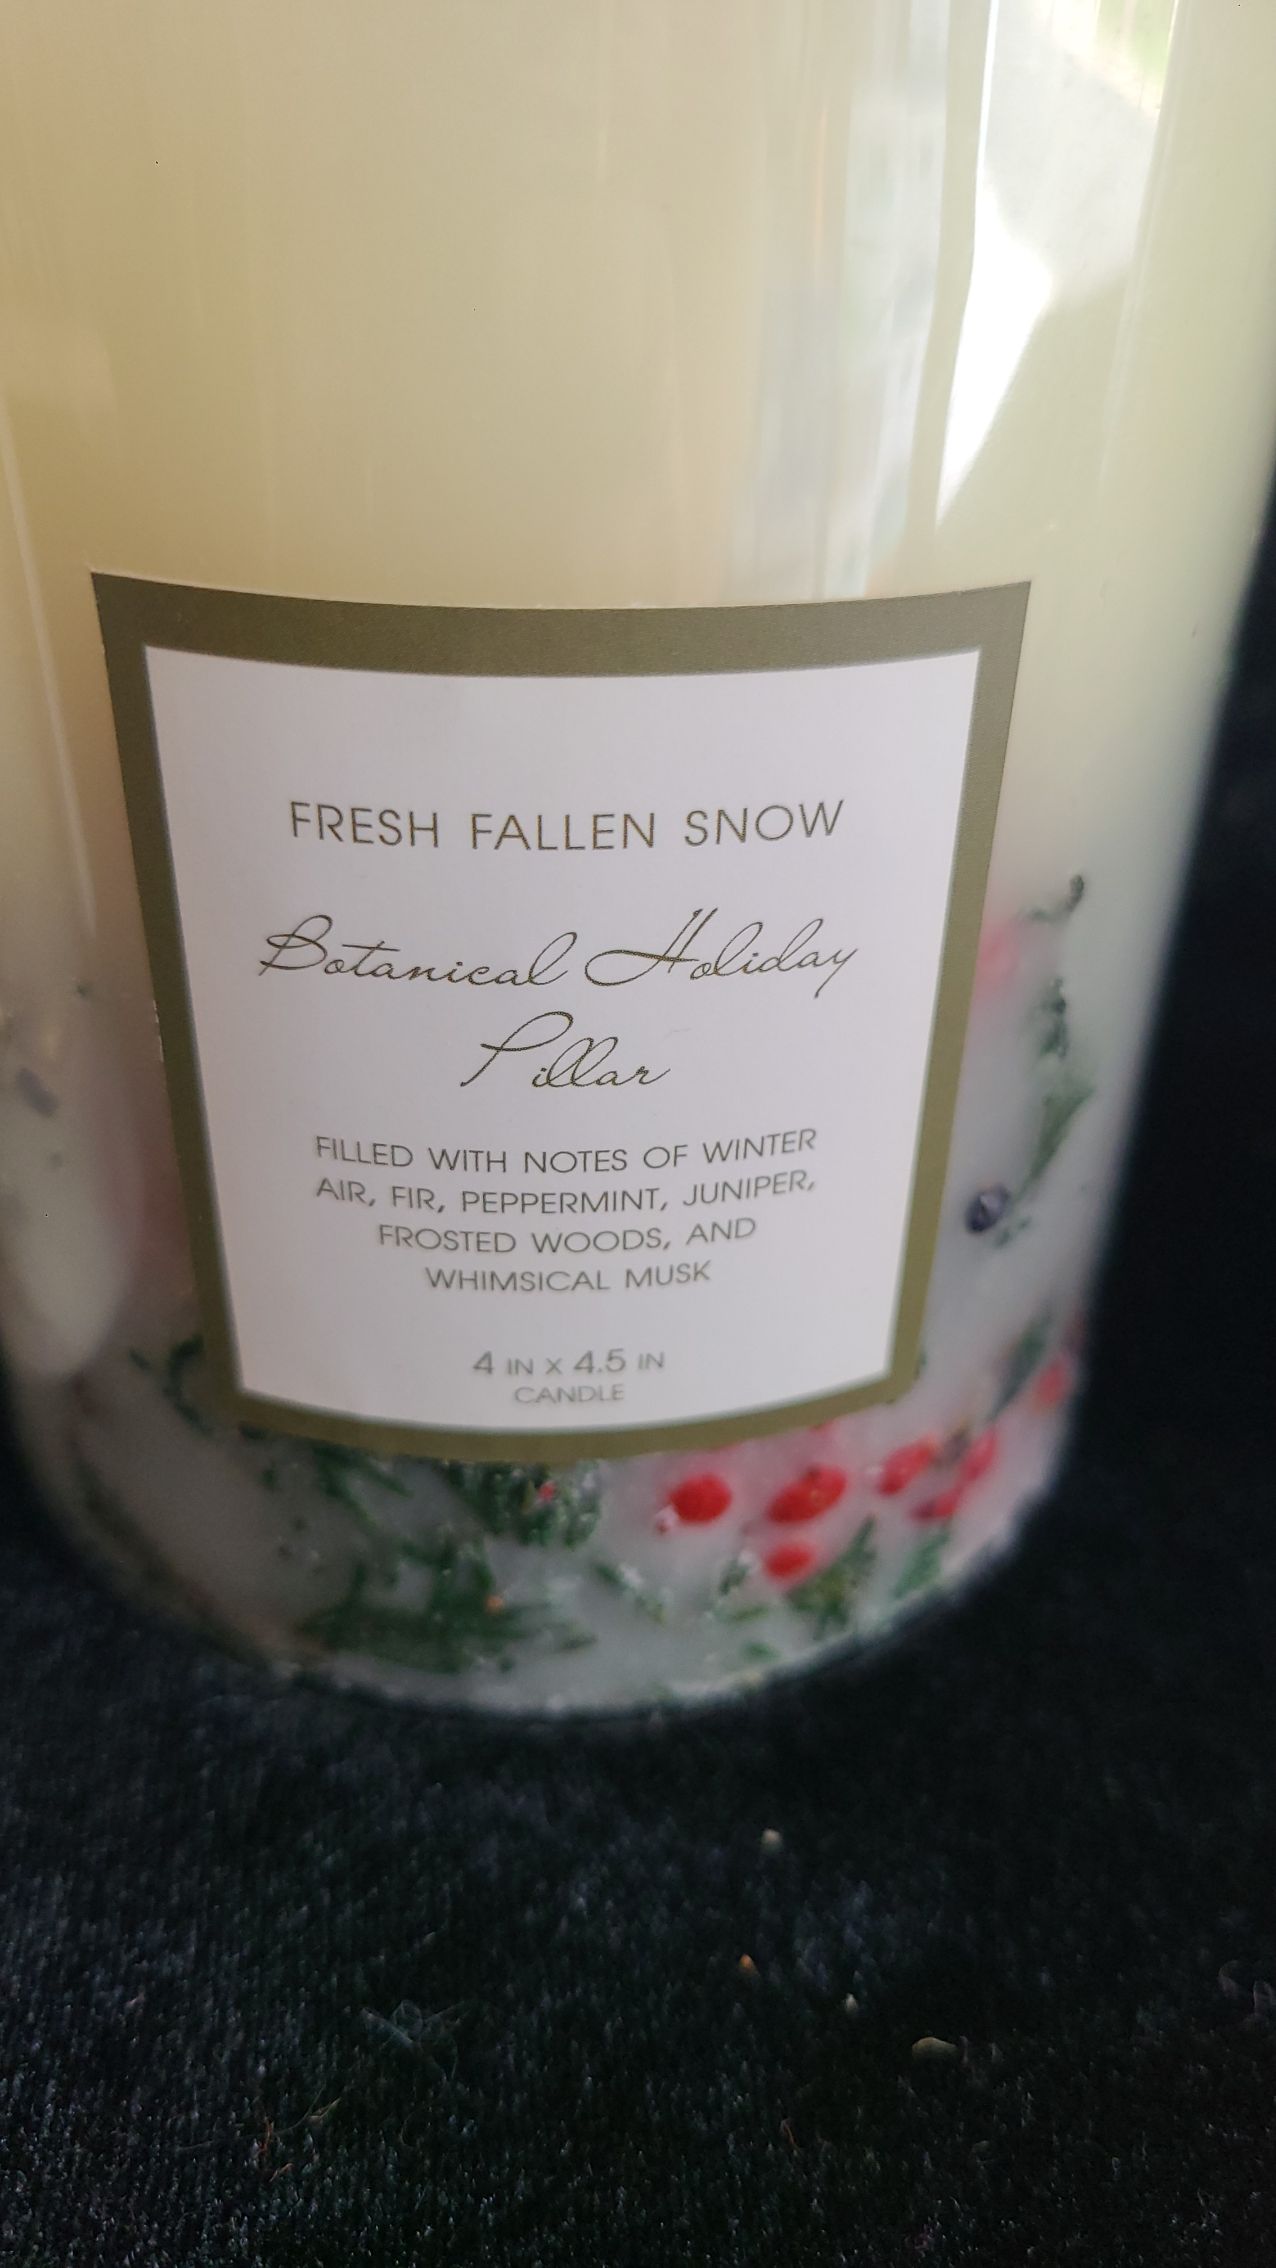 FRESH FALLEN SNOW
Botanical Holiday
Pillar
FILLED WITH NOTES OF WINTER
AIR, FIR, PEPPERMINT, JUNIPER,
FROSTED WOODS, AND
WHIMSICAL MUSK
4 IN X 4.5 IN
CANDLE